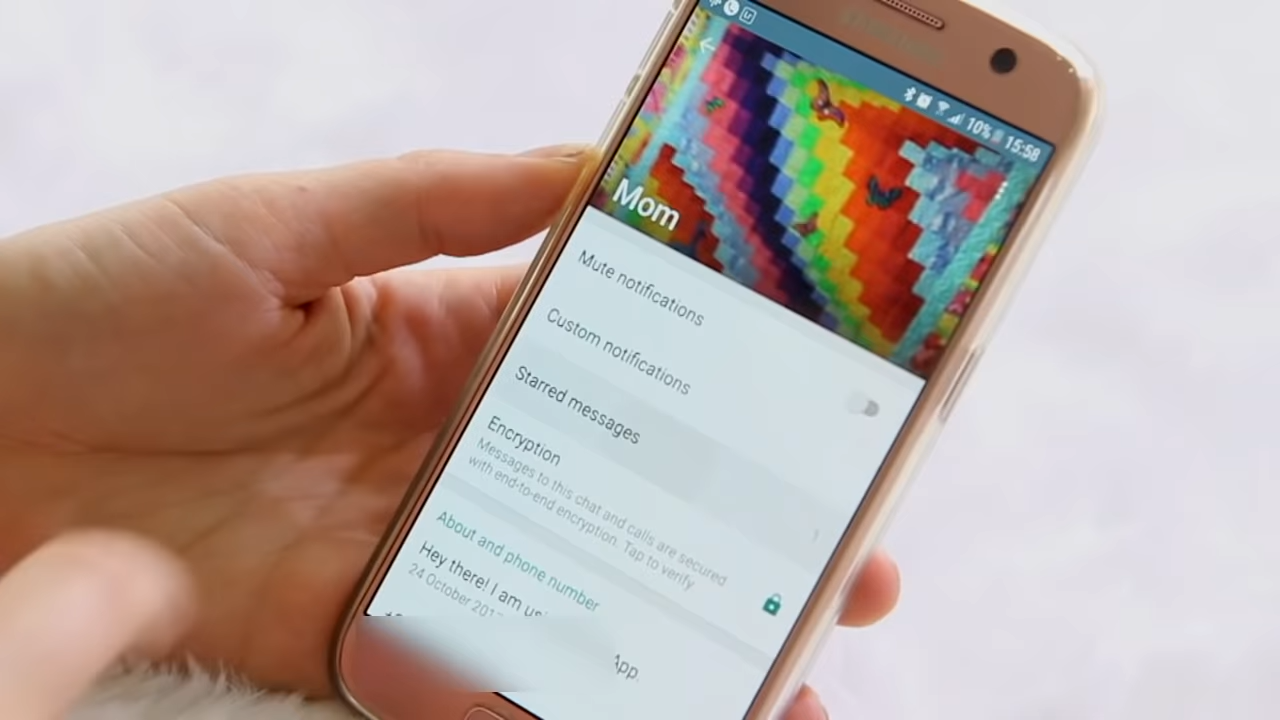 10% 15:58
Mom
Mute notifications
Custom notifications
Starred messages
1
Encryption
Messages to this chat and calls are secured
with end-to-end encryption. Tap to verify
About and phone number
Hey there! I am usi App.
24 October 201